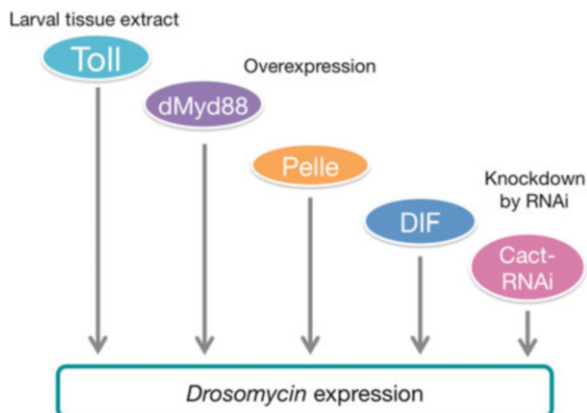 Larval tissue extract
Toll
Overexpression
dMyd88
Pelle
Knockdown
by RNAi
DIF
Cact-
RNAi
Drosomycin expression